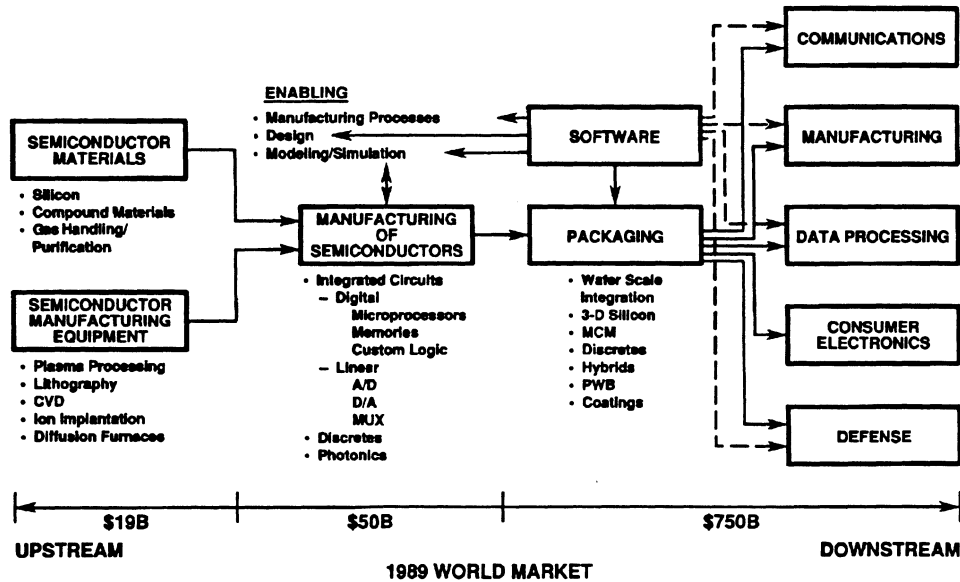 COMMUNICATIONS
ENABLING
• Manufacturing Processes
• Design
• Modeling/Simulation
SOFTWARE
MANUFACTURING
SEMICONDUCTOR
MATERIALS
• Silicon
• Compound Materials
• Gas Handling/
Purification
MANUFACTURING
OF
SEMICONDUCTORS
PACKAGING
DATA PROCESSING
• Integrated Circuits
– Digital
Microprocessors
Memories
Custom Logic
– Linear
A/D
D/A
MUX
• Discretes
• Photonics
• Wafer Scale
Integration
• 3-D Silicon
• MCM
• Discretes
• Hybrids
• PWB
• Coatings
SEMICONDUCTOR
MANUFACTURING
EQUIPMENT
• Plasma Processing
• Lithography
• CVD
• Ion Implantation
• Diffusion Furnaces
CONSUMER
ELECTRONICS
DEFENSE
$19B
$50B
$750B
UPSTREAM
DOWNSTREAM
1989 WORLD MARKET